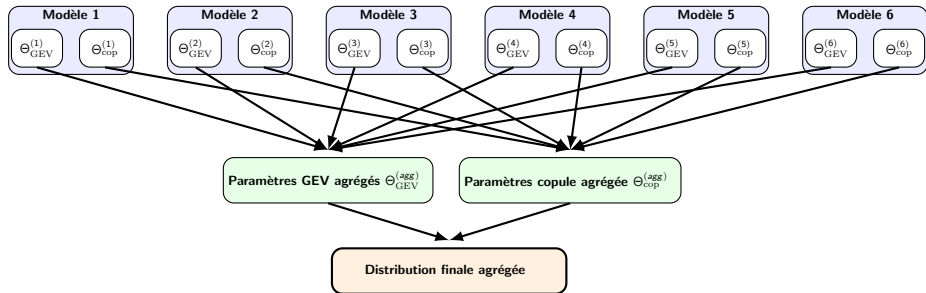 Modèle 1 Modèle 2 Modèle 3 Modèle 4 Modèle 5 Modèle 6
Θ_GEV^(1) Θ_cop^(1) Θ_GEV^(2) Θ_cop^(2) Θ_GEV^(3) Θ_cop^(3) Θ_GEV^(4) Θ_cop^(4) Θ_GEV^(5) Θ_cop^(5) Θ_GEV^(6) Θ_cop^(6)
Paramètres GEV agrégés Θ_GEV^(agg) Paramètres copule agrégée Θ_cop^(agg)
Distribution finale agrégée